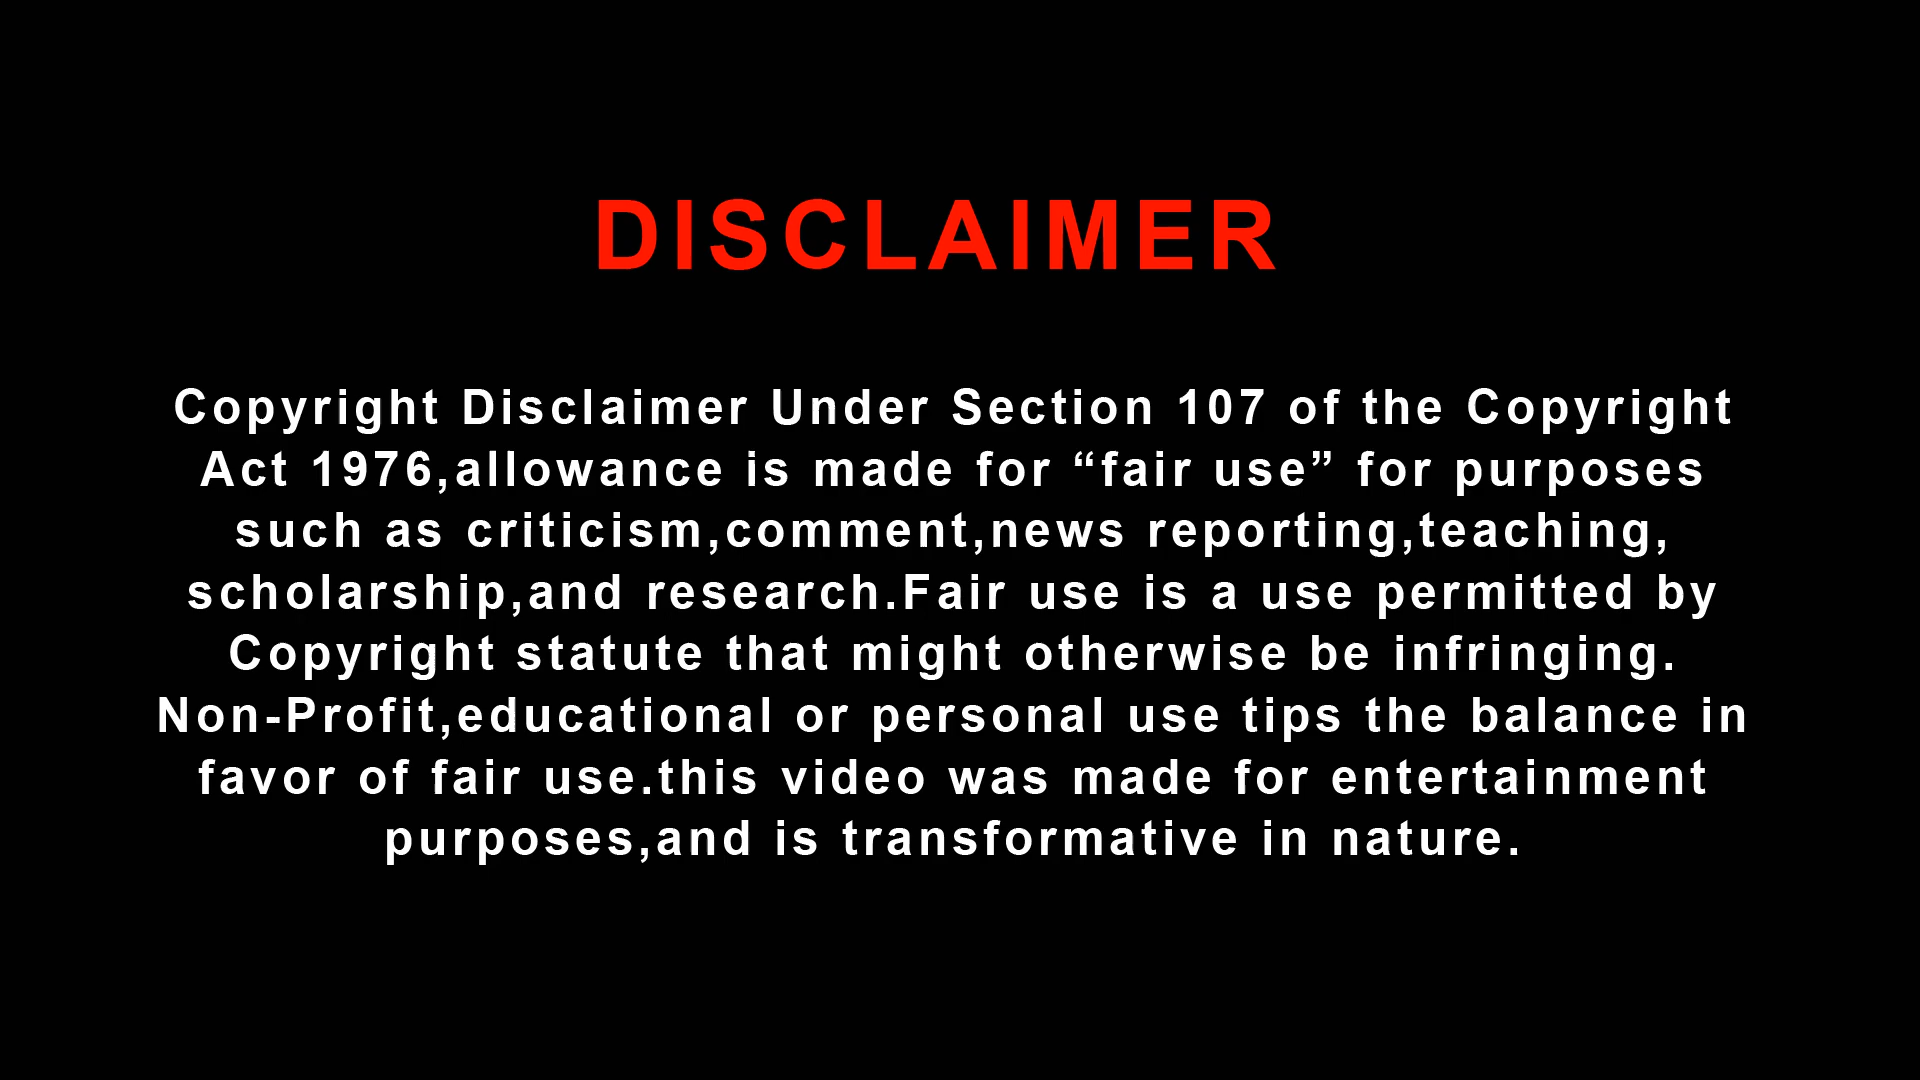 DISCLAIMER
Copyright Disclaimer Under Section 107 of the Copyright
Act 1976,allowance is made for “fair use” for purposes
such as criticism,comment,news reporting,teaching,
scholarship,and research.Fair use is a use permitted by
Copyright statute that might otherwise be infringing.
Non-Profit,educational or personal use tips the balance in
favor of fair use.this video was made for entertainment
purposes,and is transformative in nature.